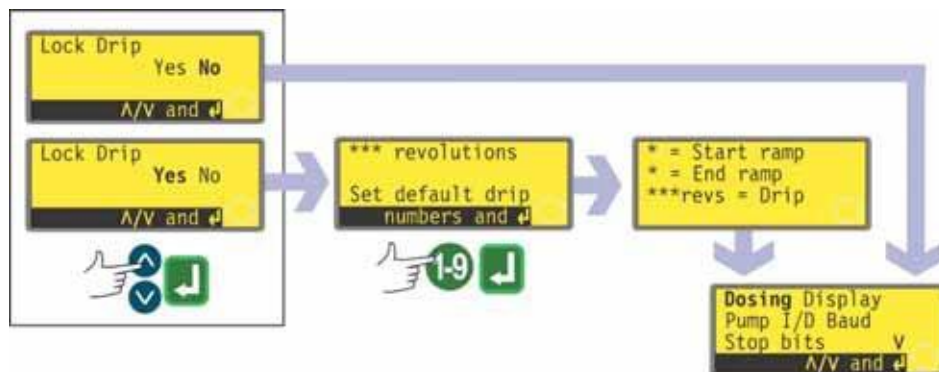 Lock Drip
Yes No
∧/∨ and ↲
Lock Drip
Yes No
∧/∨ and ↲
*** revolutions
Set default drip
numbers and ↲
1-9
* = Start ramp
* = End ramp
***revs = Drip
Dosing Display
Pump I/D Baud
Stop bits ∨
∧/∨ and ↲